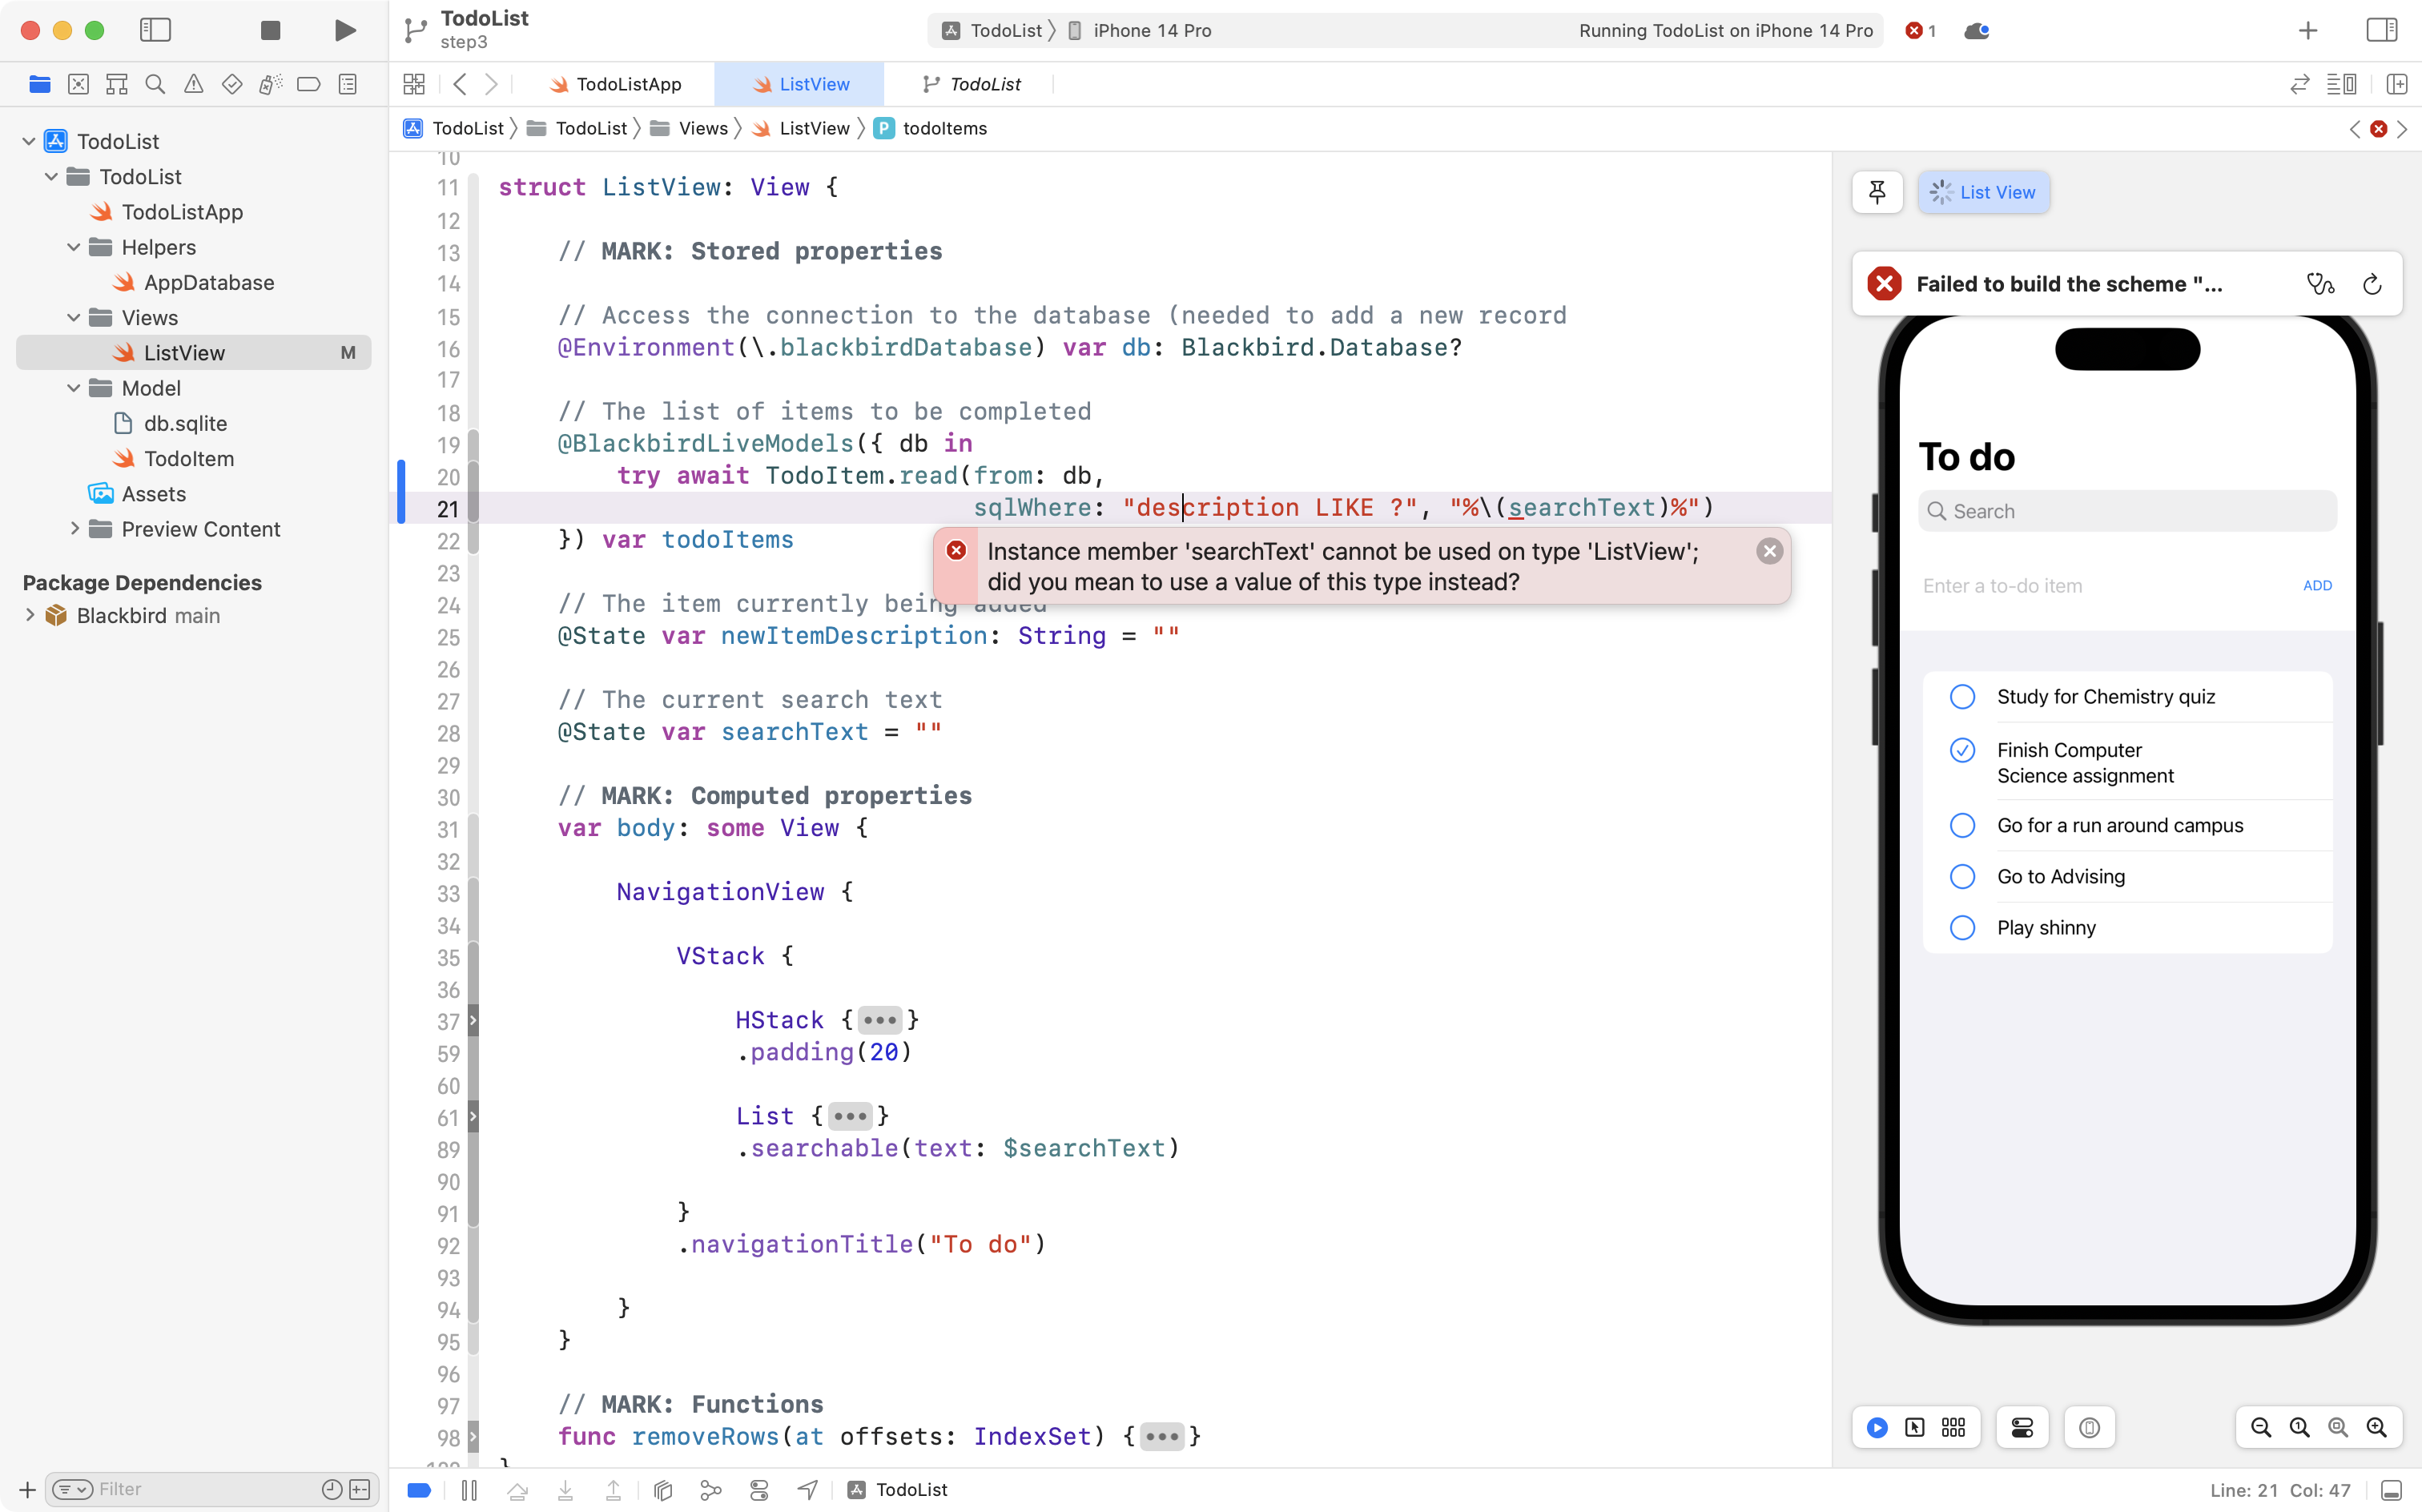 TodoList
step3
TodoList
iPhone 14 Pro
Running TodoList on iPhone 14 Pro
1
TodoListApp
ListView
TodoList
TodoList
TodoList
Views
ListView
P
todoItems
TodoList
TodoList
TodoListApp
Helpers
AppDatabase
Views
ListView
M
Model
db.sqlite
TodoItem
Assets
Preview Content
Package Dependencies
Blackbird main
10
11 struct ListView: View {
12
13 // MARK: Stored properties
14
15 // Access the connection to the database (needed to add a new record
16 @Environment(\.blackbirdDatabase) var db: Blackbird.Database?
17
18 // The list of items to be completed
19 @BlackbirdLiveModels({ db in
20 try await TodoItem.read(from: db,
21 sqlWhere: "description LIKE ?", "%\(searchText)%")
22 }) var todoItems
Instance member 'searchText' cannot be used on type 'ListView';
did you mean to use a value of this type instead?
23
24 // The item currently being added
25 @State var newItemDescription: String = ""
26
27 // The current search text
28 @State var searchText = ""
29
30 // MARK: Computed properties
31 var body: some View {
32
33 NavigationView {
34
35 VStack {
36
37 HStack {•••}
59 .padding(20)
60
61 List {•••}
89 .searchable(text: $searchText)
90
91 }
92 .navigationTitle("To do")
93
94 }
95 }
96
97 // MARK: Functions
98 func removeRows(at offsets: IndexSet) {•••}
List View
Failed to build the scheme "...
To do
Search
Enter a to-do item
ADD
Study for Chemistry quiz
Finish Computer
Science assignment
Go for a run around campus
Go to Advising
Play shinny
Filter
TodoList
Line: 21 Col: 47